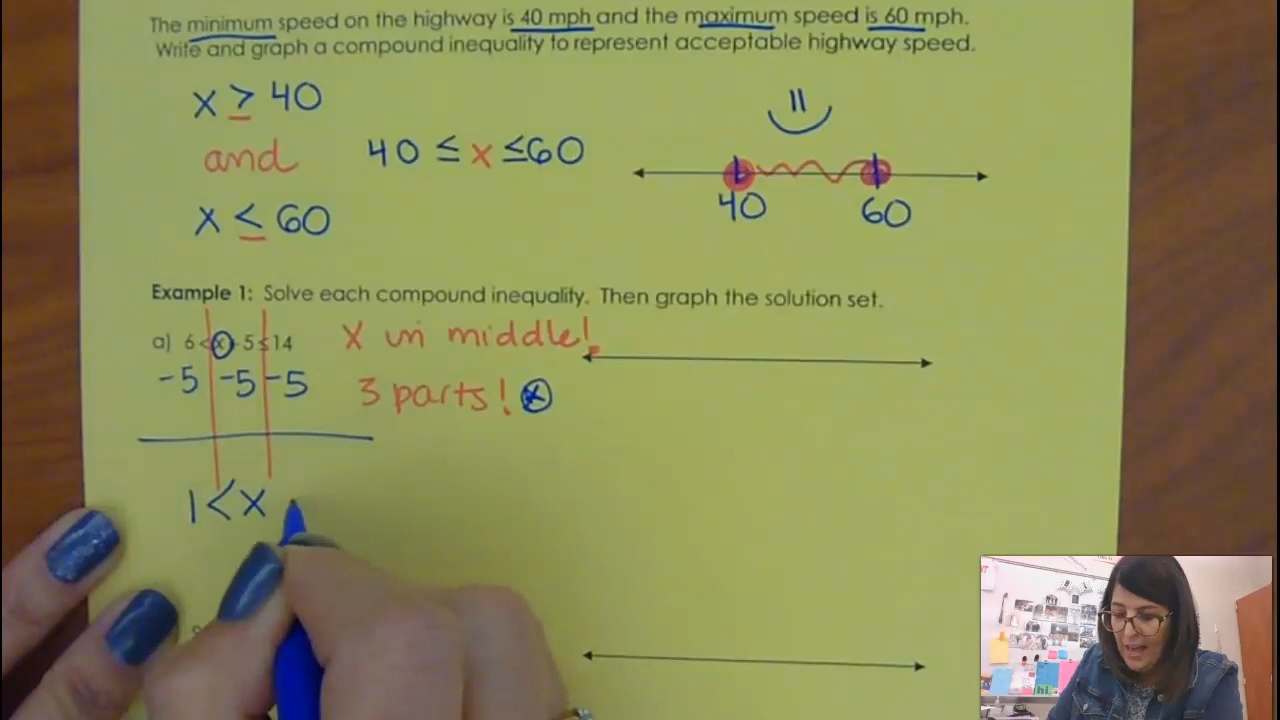 The minimum speed on the highway is 40 mph and the maximum speed is 60 mph.
Write and graph a compound inequality to represent acceptable highway speed.
x ≥ 40
and
x ≤ 60
40 ≤ x ≤ 60
40 60
Example 1: Solve each compound inequality. Then graph the solution set.
a) 6 < x + 5 ≤ 14
-5 -5 -5
x in middle!
3 parts! x
1 < x